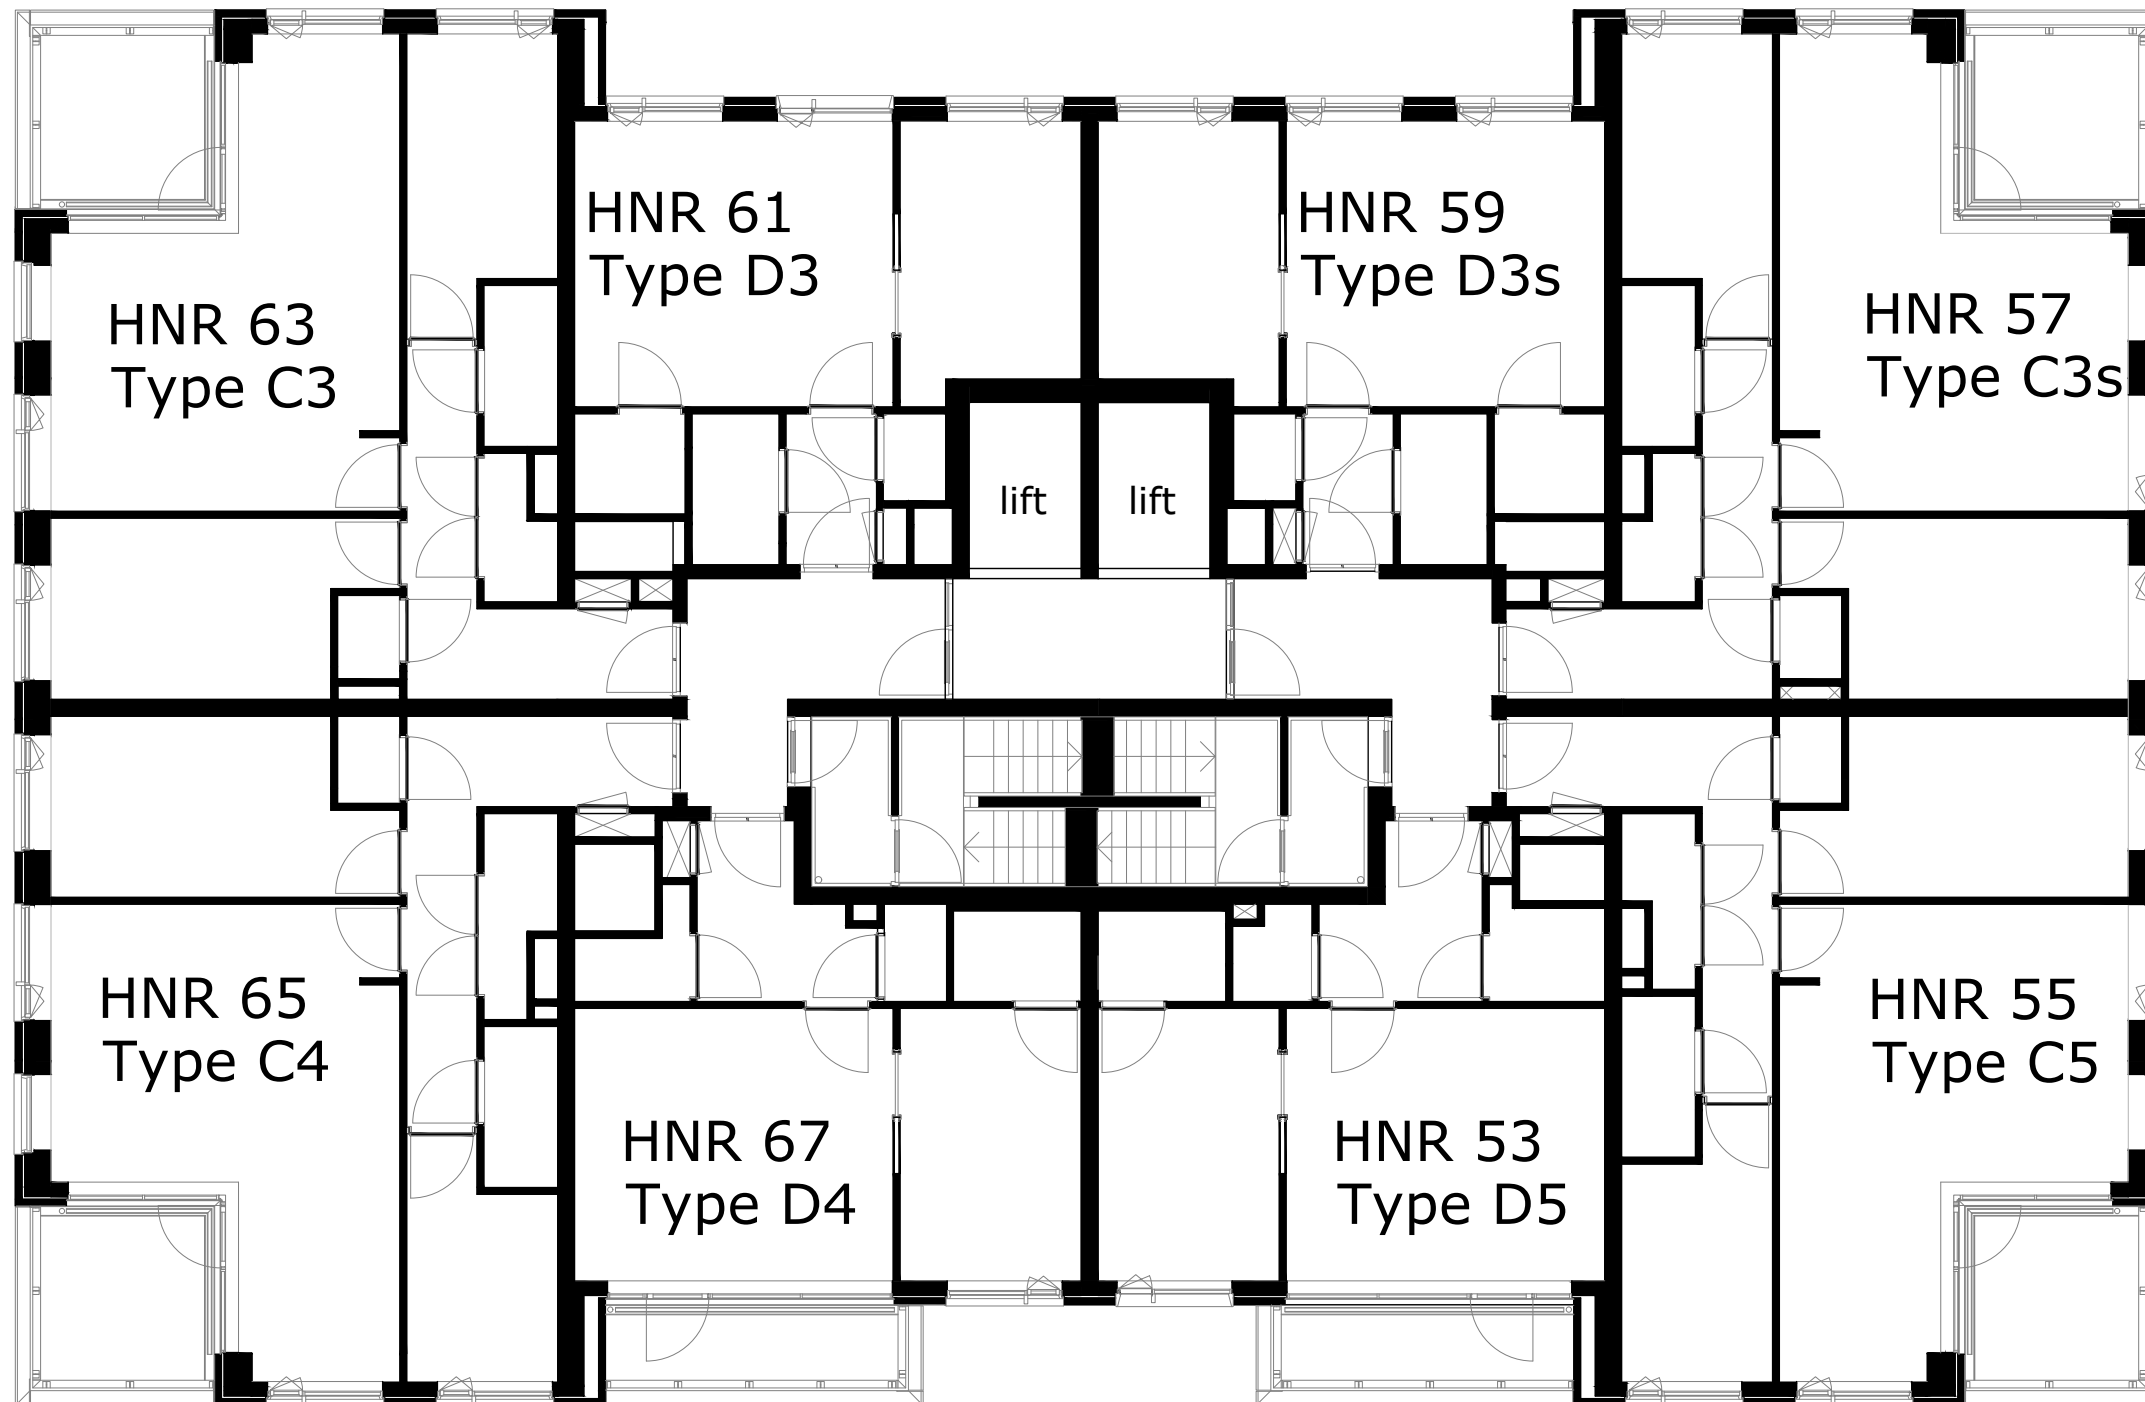 HNR 61
Type D3
HNR 59
Type D3s
HNR 63
Type C3
HNR 57
Type C3s
lift
lift
HNR 65
Type C4
HNR 55
Type C5
HNR 67
Type D4
HNR 53
Type D5